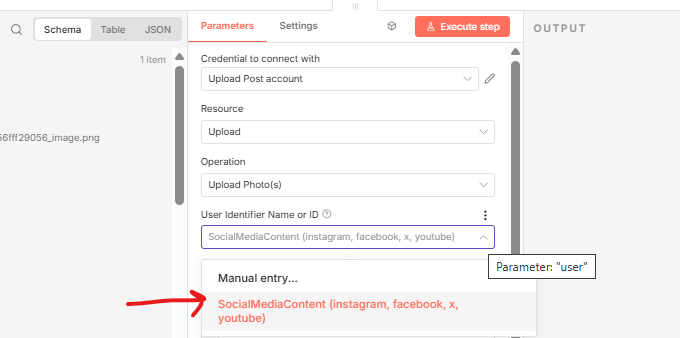 Schema Table JSON
Parameters Settings Execute step
OUTPUT
1 item
Credential to connect with
Upload Post account
Resource
Upload
56fff29056_image.png
Operation
Upload Photo(s)
User Identifier Name or ID
SocialMediaContent (instagram, facebook, x, youtube)
Parameter: "user"
Manual entry...
SocialMediaContent (instagram, facebook, x,
youtube)